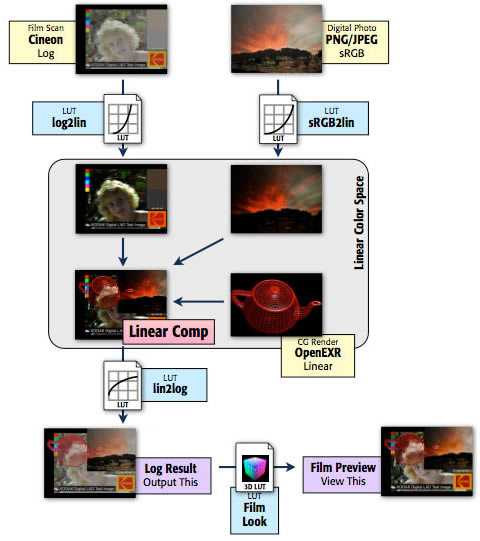 Film Scan
Cineon
Log
Digital Photo
PNG/JPEG
sRGB
LUT
log2lin
LUT
LUT
sRGB2lin
LUT
KODAK Digital LAD Test Image
Linear Color Space
Linear Comp
CG Render
OpenEXR
Linear
LUT
lin2log
LUT
Log Result
Output This
3D LUT
LUT
Film
Look
Film Preview
View This